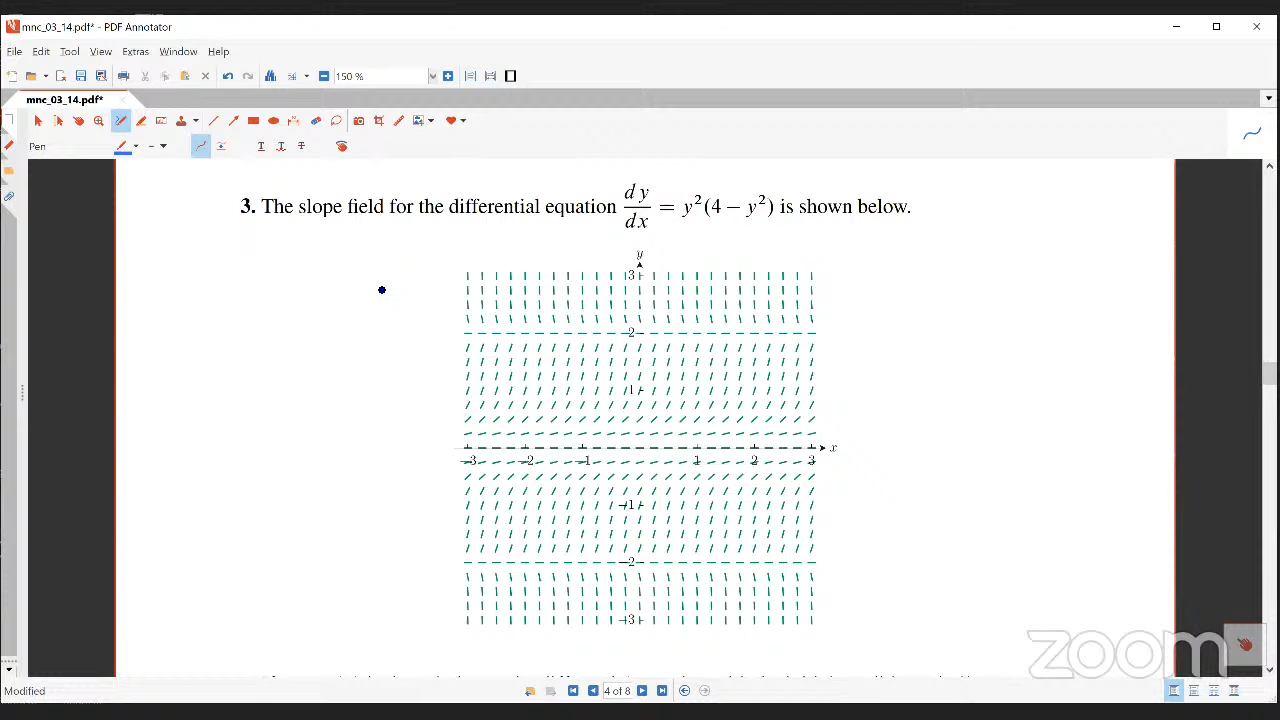 mnc_03_14.pdf* - PDF Annotator
File Edit Tool View Extras Window Help
150 %
mnc_03_14.pdf*
Pen
3. The slope field for the differential equation dy/dx = y²(4 − y²) is shown below.
y
3
2
1
−3 −2 −1 1 2 3 x
−1
−2
−3
zoom
Modified
4 of 8